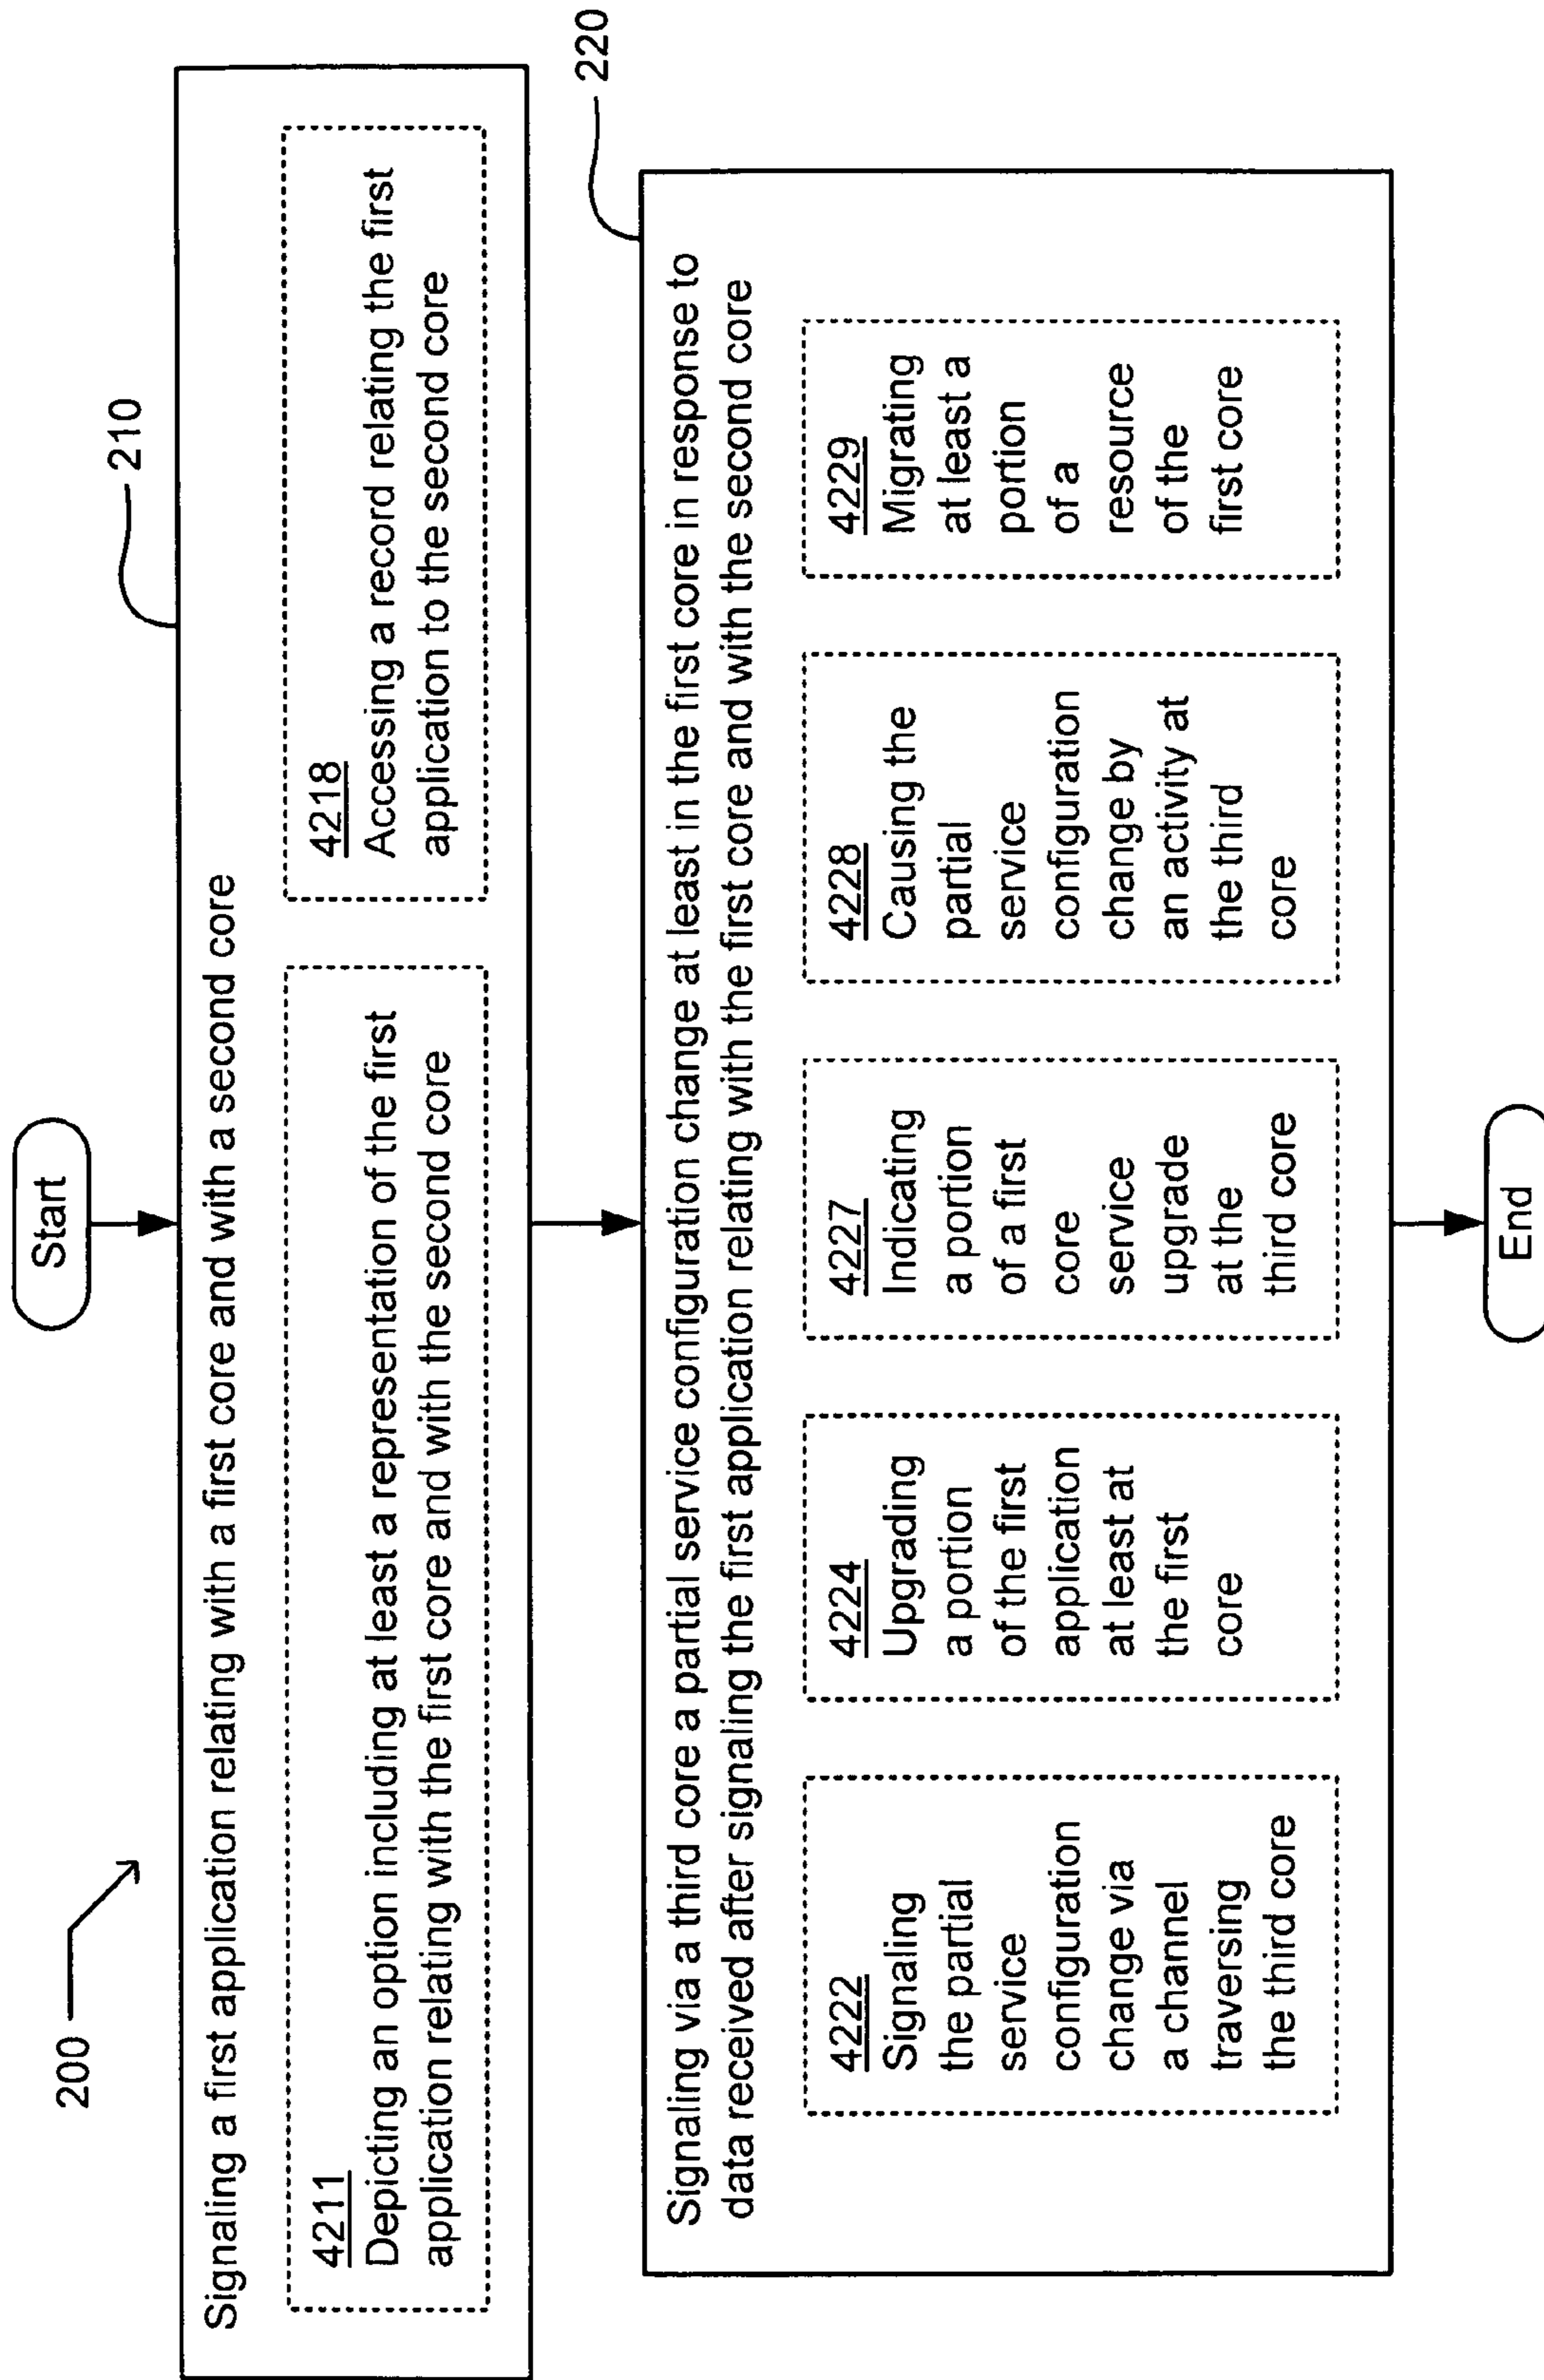 200
Start
210
Signaling a first application relating with a first core and with a second core
4211
Depicting an option including at least a representation of the first
application relating with the first core and with the second core
4218
Accessing a record relating the first
application to the second core
220
Signaling via a third core a partial service configuration change at least in the first core in response to
data received after signaling the first application relating with the first core and with the second core
4222
Signaling
the partial
service
configuration
change via
a channel
traversing
the third core
4224
Upgrading
a portion
of the first
application
at least at
the first
core
4227
Indicating
a portion
of a first
core
service
upgrade
at the
third core
4228
Causing the
partial
service
configuration
change by
an activity at
the third
core
4229
Migrating
at least a
portion
of a
resource
of the
first core
End